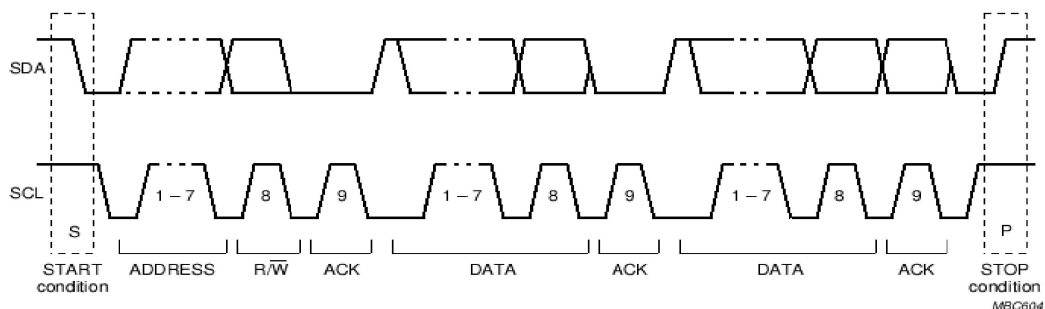 SDA
SCL
1 – 7 8 9 1 – 7 8 9 1 – 7 8 9
S P
START condition
ADDRESS R/W̅ ACK DATA ACK DATA ACK
STOP condition
MBC604